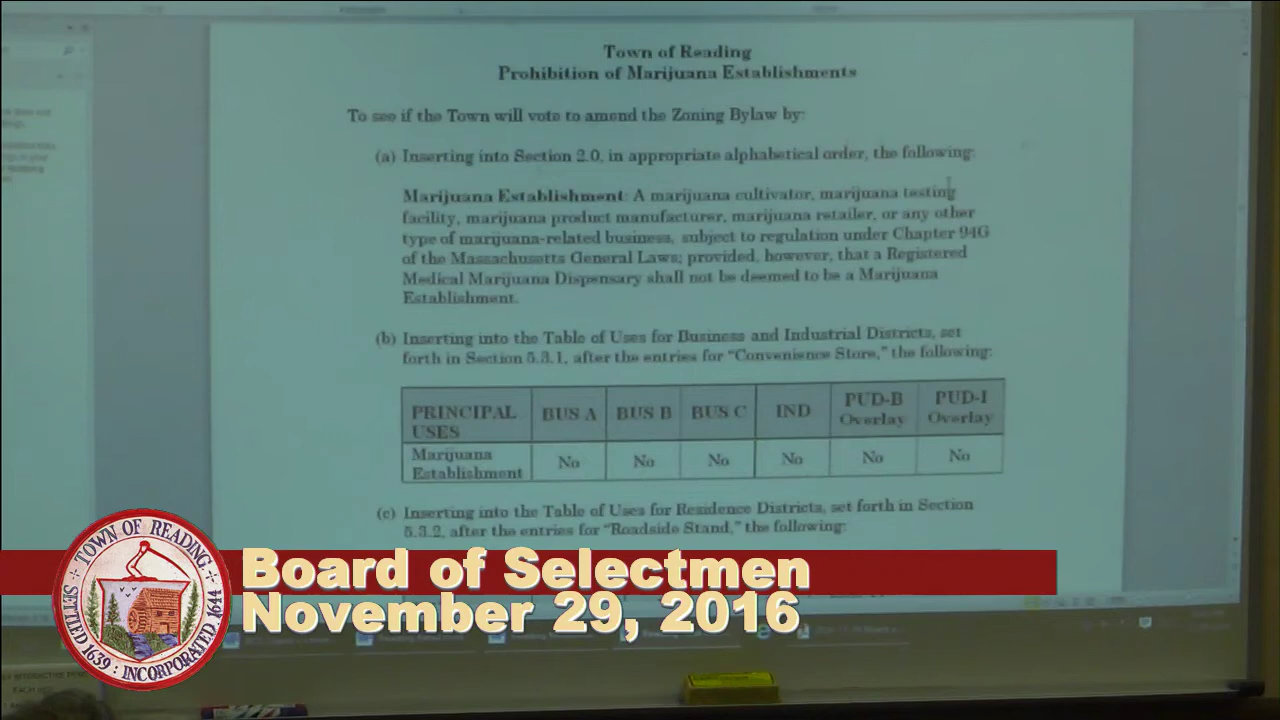 Town of Reading
Prohibition of Marijuana Establishments
To see if the Town will vote to amend the Zoning Bylaw by:
(a) Inserting into Section 2.0, in appropriate alphabetical order, the following:
Marijuana Establishment: A marijuana cultivator, marijuana testing
facility, marijuana product manufacturer, marijuana retailer, or any other
type of marijuana-related business, subject to regulation under Chapter 94G
of the Massachusetts General Laws; provided, however, that a Registered
Medical Marijuana Dispensary shall not be deemed to be a Marijuana
Establishment.
(b) Inserting into the Table of Uses for Business and Industrial Districts, set
forth in Section 5.3.1, after the entries for “Convenience Store,” the following:
PRINCIPAL USES BUS A BUS B BUS C IND PUD-B Overlay PUD-I Overlay
Marijuana Establishment No No No No No No
(c) Inserting into the Table of Uses for Residence Districts, set forth in Section
5.3.2, after the entries for “Roadside Stand,” the following:
TOWN OF READING
SETTLED 1639 : INCORPORATED 1644
Board of Selectmen
November 29, 2016